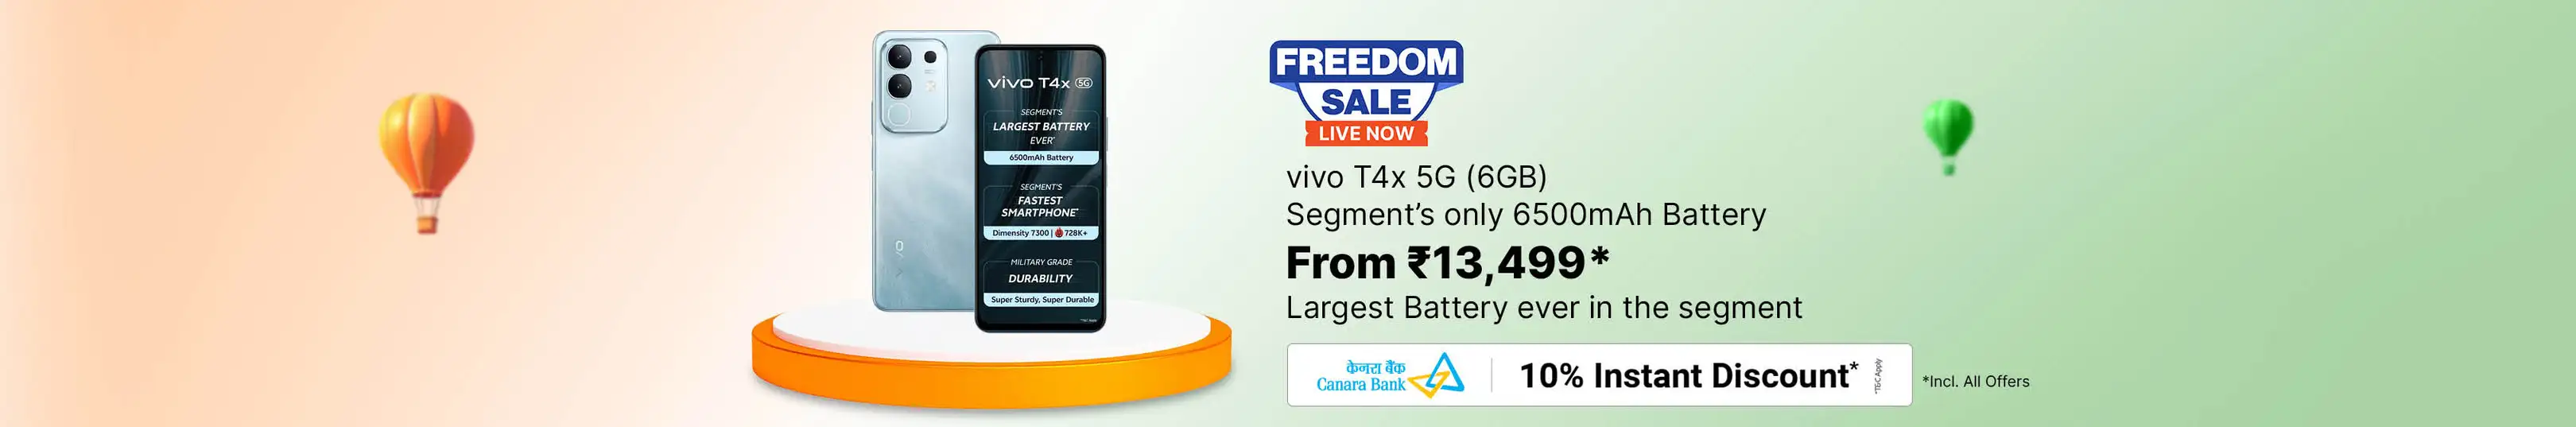 vivo T4x 5G
SEGMENT'S
LARGEST BATTERY
EVER*
6500mAh Battery
SEGMENT'S
FASTEST
SMARTPHONE*
Dimensity 7300 | 728K+
MILITARY GRADE
DURABILITY
Super Sturdy, Super Durable
vivo
FREEDOM
SALE
LIVE NOW
vivo T4x 5G (6GB)
Segment's only 6500mAh Battery
From ₹13,499*
Largest Battery ever in the segment
केनरा बैंक
Canara Bank
10% Instant Discount*
*T&C Apply
*Incl. All Offers